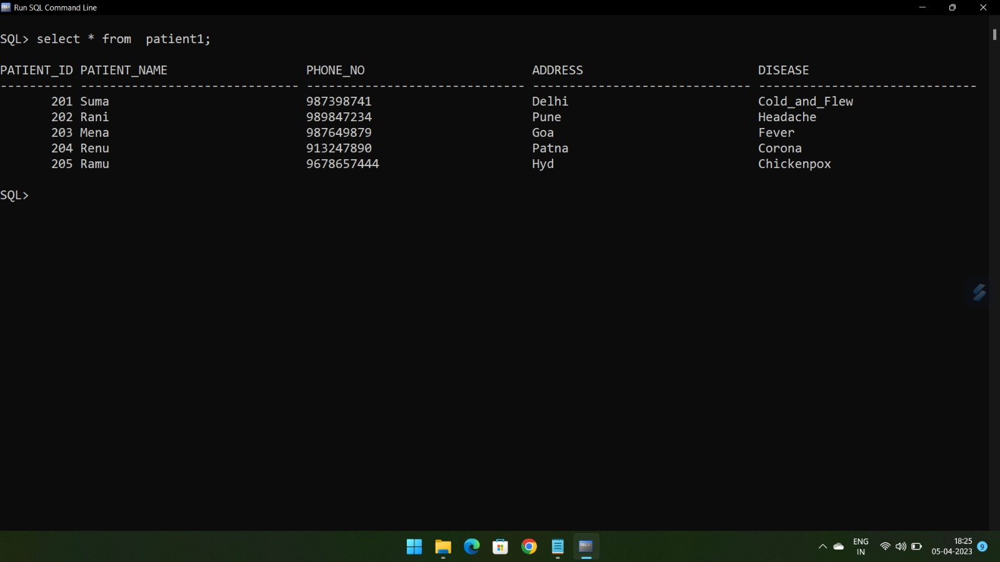 Run SQL Command Line
SQL> select * from  patient1;
PATIENT_ID PATIENT_NAME                   PHONE_NO                       ADDRESS                        DISEASE
---------- ------------------------------ ------------------------------ ------------------------------ ------------------------------
       201 Suma                           987398741                      Delhi                          Cold_and_Flew
       202 Rani                           989847234                      Pune                           Headache
       203 Mena                           987649879                      Goa                            Fever
       204 Renu                           913247890                      Patna                          Corona
       205 Ramu                           9678657444                     Hyd                            Chickenpox
SQL>
ENG
IN
18:25
05-04-2023
9